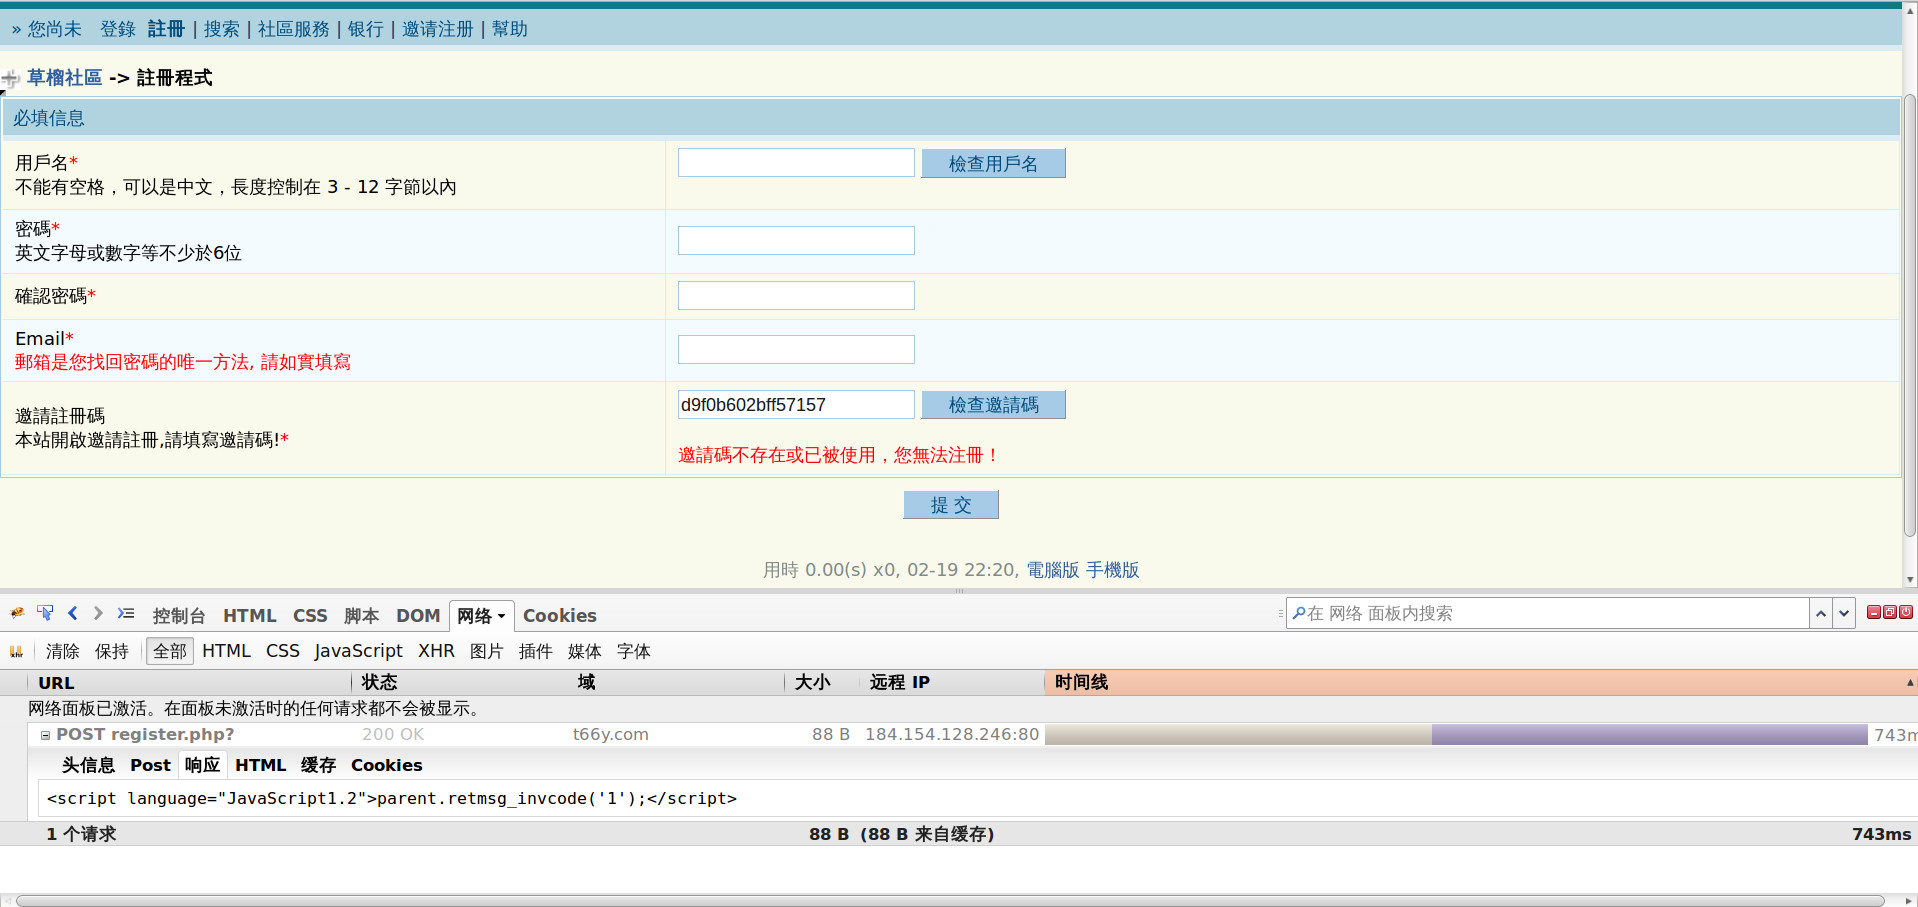 » 您尚未　登錄 註冊 | 搜索 | 社區服務 | 銀行 | 邀请注册 | 幫助
草榴社區 -> 註冊程式
必填信息
用戶名*
檢查用戶名
不能有空格，可以是中文，長度控制在 3 - 12 字節以內
密碼*
英文字母或數字等不少於6位
確認密碼*
Email*
郵箱是您找回密碼的唯一方法, 請如實填寫
邀請註冊碼
本站開啟邀請註冊,請填寫邀請碼!*
d9f0b602bff57157 檢查邀請碼
邀請碼不存在或已被使用，您無法注冊！
提 交
用時 0.00(s) x0, 02-19 22:20, 電腦版 手機版
控制台 HTML CSS 脚本 DOM 网络 Cookies 在 网络 面板内搜索
xhr 清除 保持 全部 HTML CSS JavaScript XHR 图片 插件 媒体 字体
URL 状态 域 大小 远程 IP 时间线
网络面板已激活。在面板未激活时的任何请求都不会被显示。
POST register.php? 200 OK t66y.com 88 B 184.154.128.246:80 743m
头信息 Post 响应 HTML 缓存 Cookies
<script language="JavaScript1.2">parent.retmsg_invcode('1');</script>
1 个请求 88 B (88 B 来自缓存) 743ms